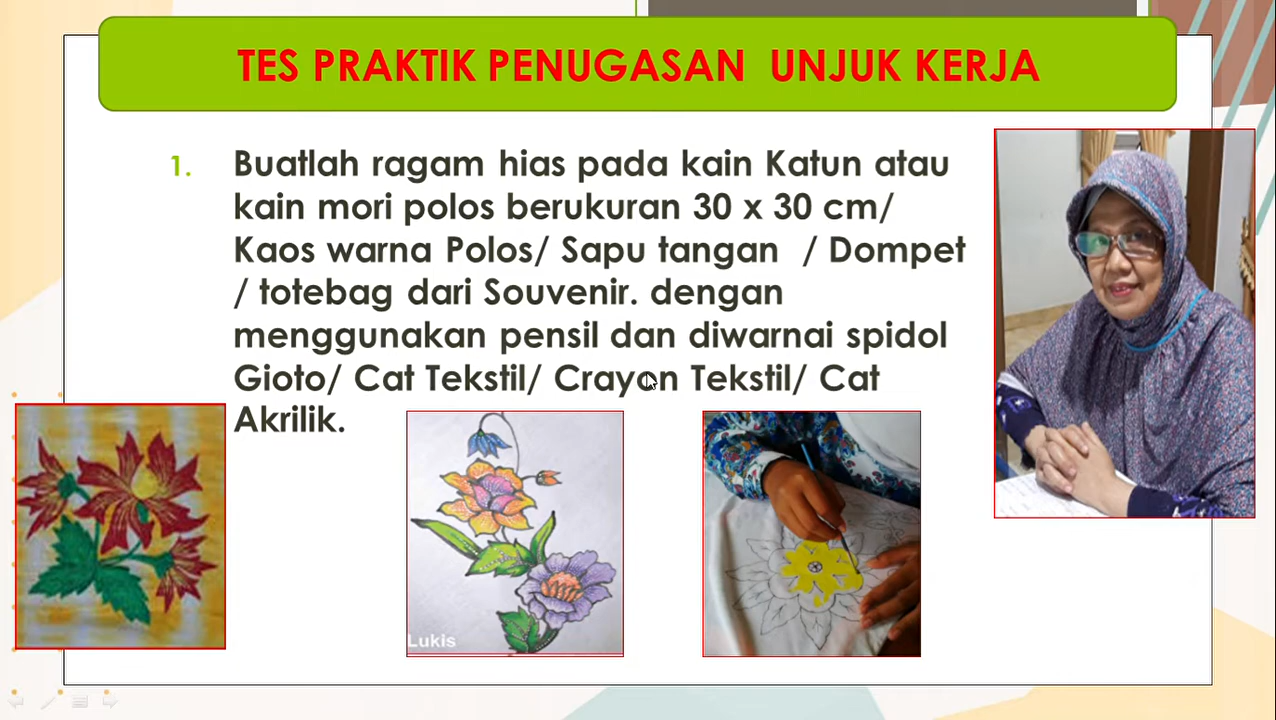 TES PRAKTIK PENUGASAN UNJUK KERJA
1. Buatlah ragam hias pada kain Katun atau
kain mori polos berukuran 30 x 30 cm/
Kaos warna Polos/ Sapu tangan / Dompet
/ totebag dari Souvenir. dengan
menggunakan pensil dan diwarnai spidol
Gioto/ Cat Tekstil/ Crayon Tekstil/ Cat
Akrilik.
Lukis